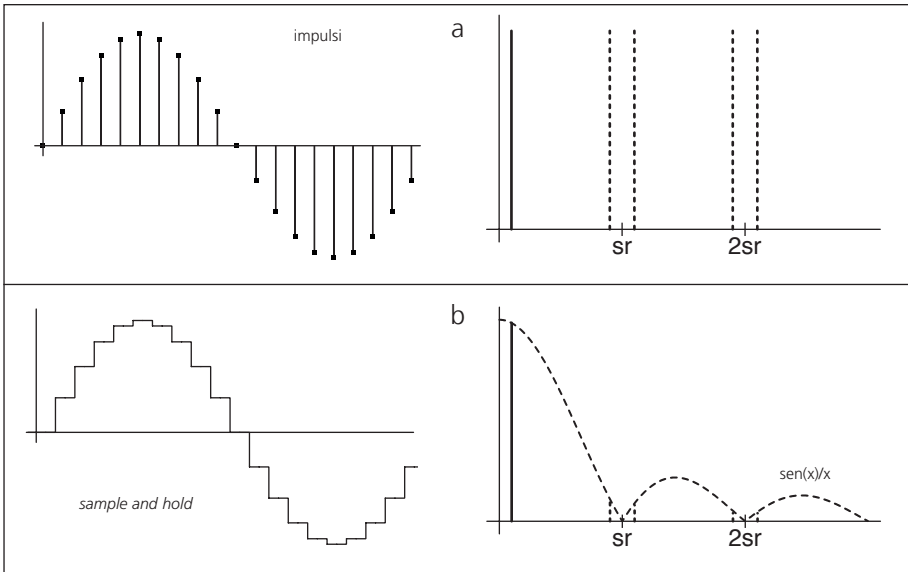 impulsi
a
sr
2sr
b
sample and hold
sen(x)/x
sr
2sr